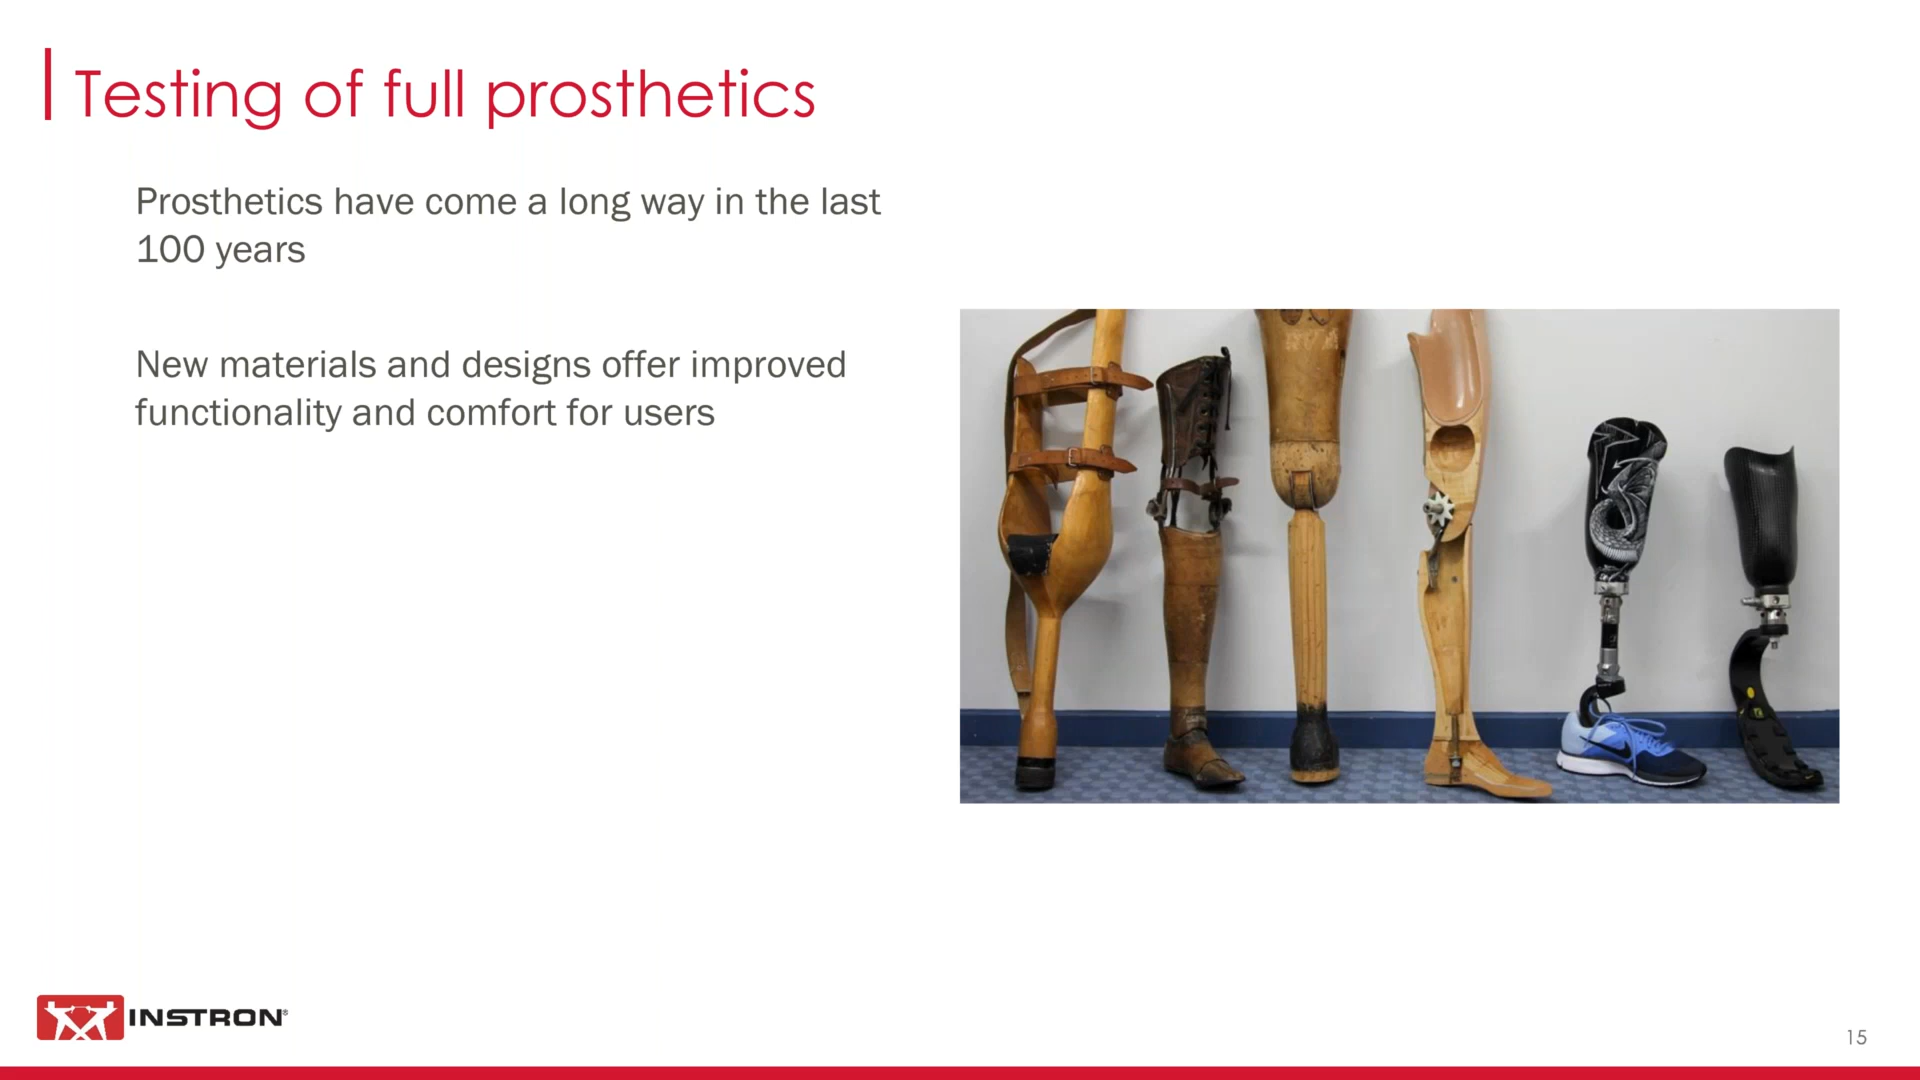 Testing of full prosthetics
Prosthetics have come a long way in the last
100 years
New materials and designs offer improved
functionality and comfort for users
INSTRON®
15